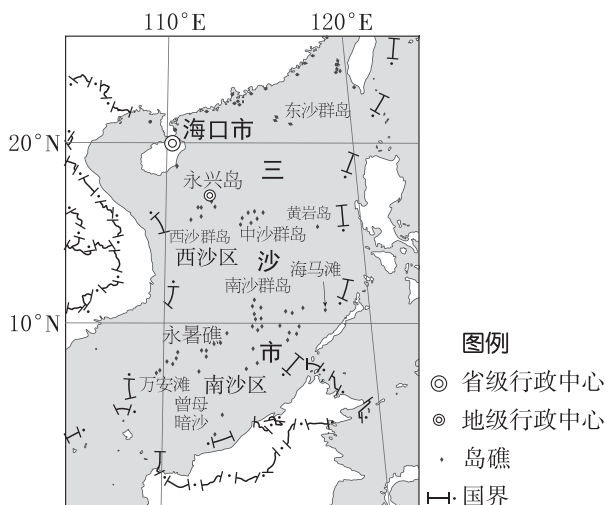 110°E 120°E
东沙群岛
海口市
20°N
三
永兴岛
黄岩岛
西沙群岛 中沙群岛
西沙区 沙
海马滩
南沙群岛
10°N
永暑礁
市
万安滩 南沙区
曾母
暗沙
图例
省级行政中心
地级行政中心
岛礁
国界